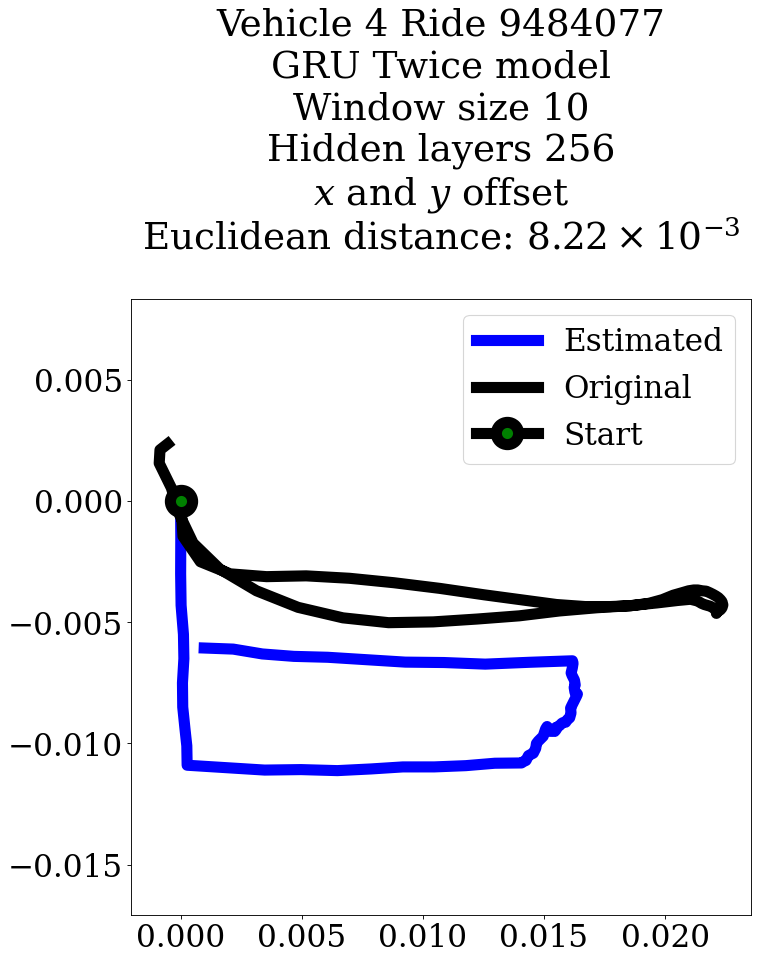 Vehicle 4 Ride 9484077
GRU Twice model
Window size 10
Hidden layers 256
x and y offset
Euclidean distance: 8.22 × 10⁻³
Estimated
Original
Start
0.005
0.000
−0.005
−0.010
−0.015
0.000 0.005 0.010 0.015 0.020